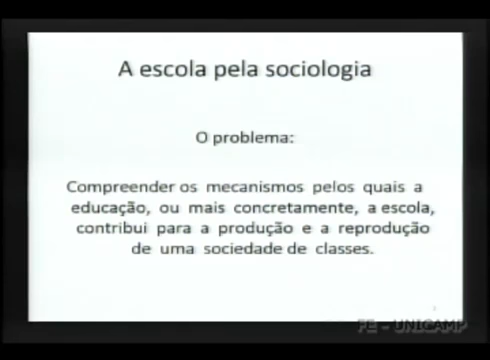 A escola pela sociologia
O problema:
Compreender os mecanismos pelos quais a
educação, ou mais concretamente, a escola,
contribui para a produção e a reprodução
de uma sociedade de classes.
FE - UNICAMP